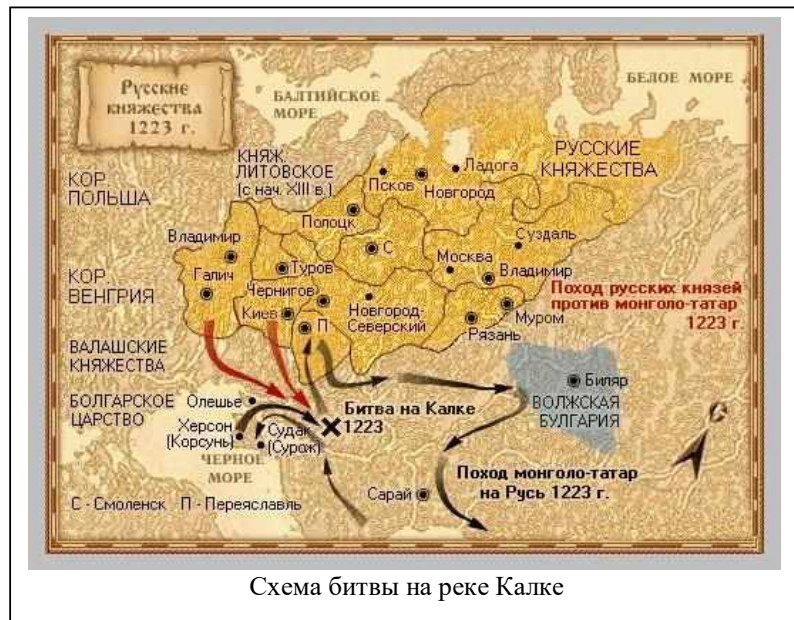 Русские
княжества
1223 г.
БАЛТИЙСКОЕ
МОРЕ
БЕЛОЕ МОРЕ
КНЯЖ.
ЛИТОВСКОЕ
(с нач. XIII в.)
Псков
Ладога
Новгород
РУССКИЕ
КНЯЖЕСТВА
КОР.
ПОЛЬША
Полоцк
Владимир
С
Суздаль
Москва
Галич
Туров
Владимир
КОР.
ВЕНГРИЯ
Чернигов
Киев
П
Новгород-
Северский
Рязань
Муром
Поход русских князей
против монголо-татар
1223 г.
ВАЛАШСКИЕ
КНЯЖЕСТВА
БОЛГАРСКОЕ
ЦАРСТВО
Олешье
Херсон
(Корсунь)
Судак
(Сурож)
Битва на Калке
1223
Биляр
ВОЛЖСКАЯ
БУЛГАРИЯ
ЧЕРНОЕ
МОРЕ
Сарай
Поход монголо-татар
на Русь 1223 г.
С - Смоленск П - Переяславль
Схема битвы на реке Калке